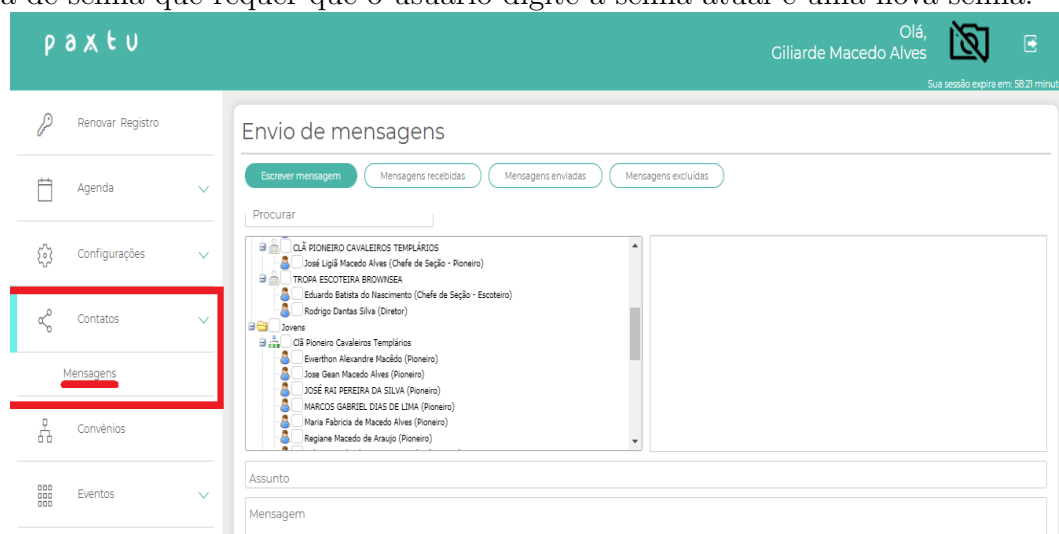 a de senha que requer que o usuário digite a senha atual e uma nova senha.
paxtu
Olá,
Giliarde Macedo Alves
Sua sessão expira em: 58:21 minut
Renovar Registro
Agenda
Configurações
Contatos
Mensagens
Convênios
Eventos
Envio de mensagens
Escrever mensagem
Mensagens recebidas
Mensagens enviadas
Mensagens excluídas
Procurar
CLÃ PIONEIRO CAVALEIROS TEMPLÁRIOS
José Ligiã Macedo Alves (Chefe de Seção - Pioneiro)
TROPA ESCOTEIRA BROWNSEA
Eduardo Batista do Nascimento (Chefe de Seção - Escoteiro)
Rodrigo Dantas Silva (Diretor)
Jovens
Clã Pioneiro Cavaleiros Templários
Ewerthon Alexandre Macêdo (Pioneiro)
Jose Gean Macedo Alves (Pioneiro)
JOSÉ RAI PEREIRA DA SILVA (Pioneiro)
MARCOS GABRIEL DIAS DE LIMA (Pioneiro)
Maria Fabricia de Macedo Alves (Pioneiro)
Regiane Macedo de Araujo (Pioneiro)
Assunto
Mensagem